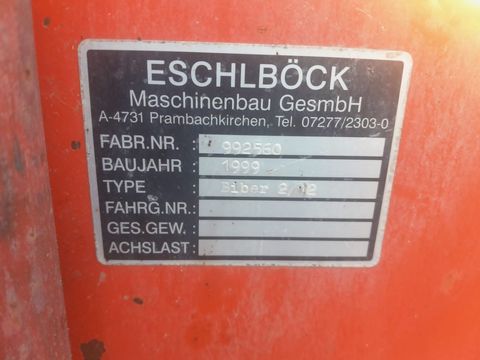 ESCHLBÖCK
Maschinenbau GesmbH
A-4731 Prambachkirchen, Tel. 07277/2303-0
FABR.NR. : 992560
BAUJAHR : 1999
TYPE : Biber 2/
FAHRG.NR.:
GES.GEW. :
ACHSLAST: